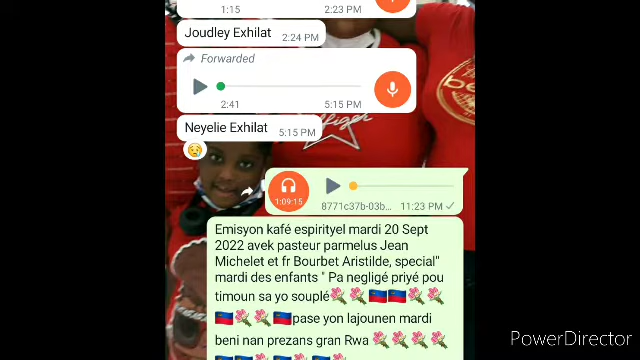 1:15 2:23 PM
Joudley Exhilat 2:24 PM
Forwarded
2:41 5:15 PM
Neyelie Exhilat 5:15 PM
1:09:15
8771c37b-03b... 11:23 PM
Emisyon kafé espirityel mardi 20 Sept
2022 avek pasteur parmelus Jean
Michelet et fr Bourbet Aristilde, special"
mardi des enfants " Pa negligé priyé pou
timoun sa yo souplé
pase yon lajounen mardi
beni nan prezans gran Rwa
PowerDirector